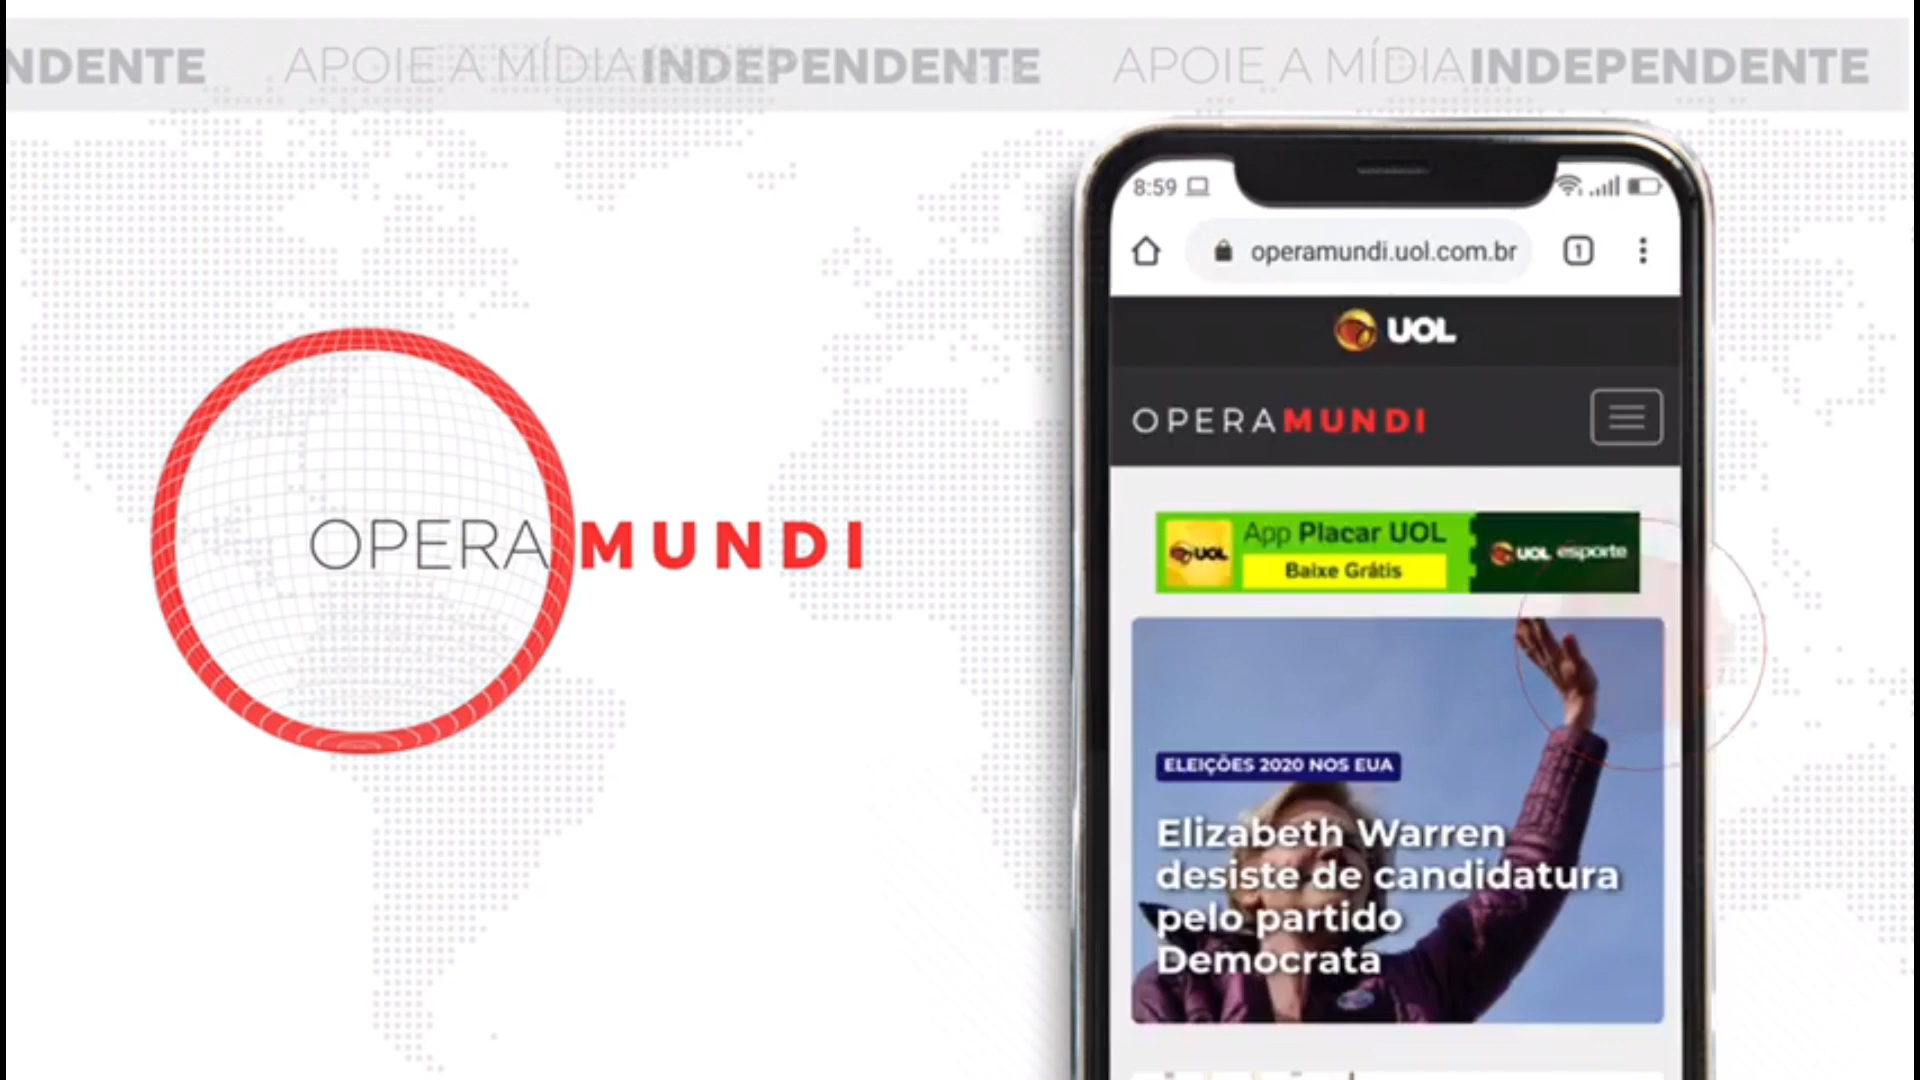 NDENTE APOIE A MÍDIA INDEPENDENTE APOIE A MÍDIA INDEPENDENTE
8:59
operamundi.uol.com.br
1
UOL
OPERAMUNDI
App Placar UOL
UOL
Baixe Grátis
UOL esporte
OPERA MUNDI
ELEIÇÕES 2020 NOS EUA
Elizabeth Warren
desiste de candidatura
pelo partido
Democrata